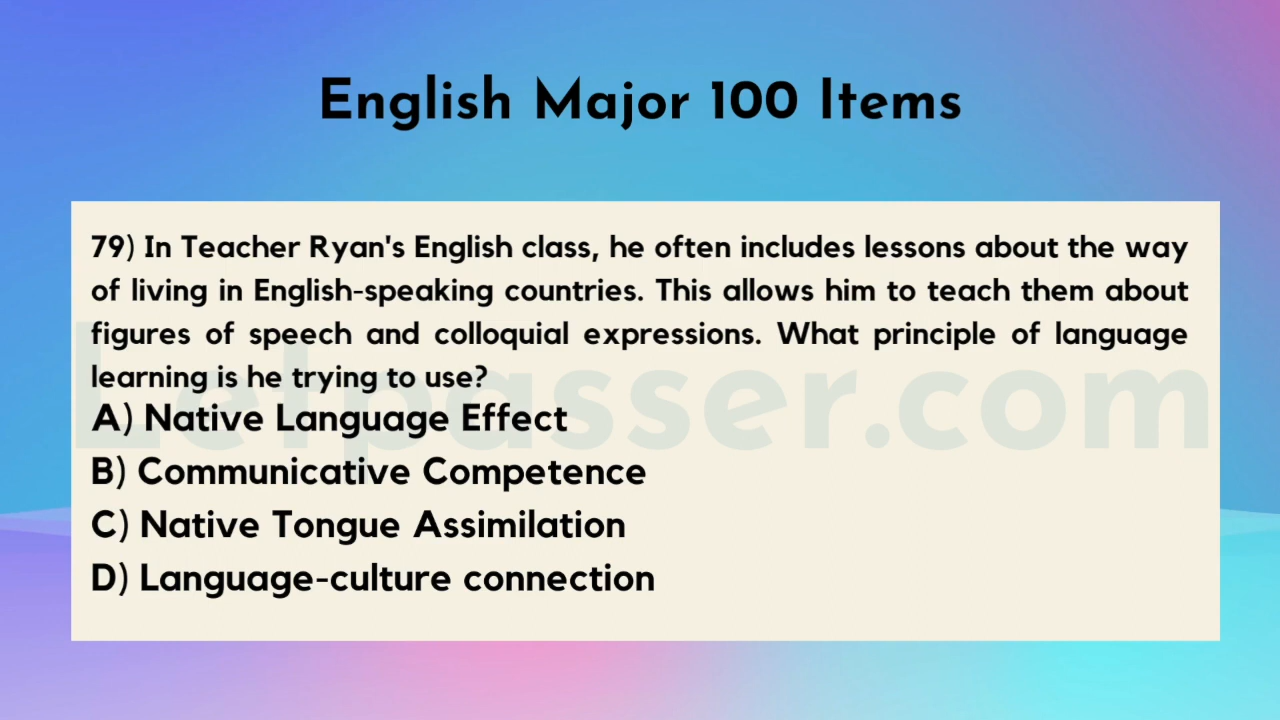 English Major 100 Items
79) In Teacher Ryan's English class, he often includes lessons about the way
of living in English-speaking countries. This allows him to teach them about
figures of speech and colloquial expressions. What principle of language
learning is he trying to use?
A) Native Language Effect
B) Communicative Competence
C) Native Tongue Assimilation
D) Language-culture connection
Letpasser.com